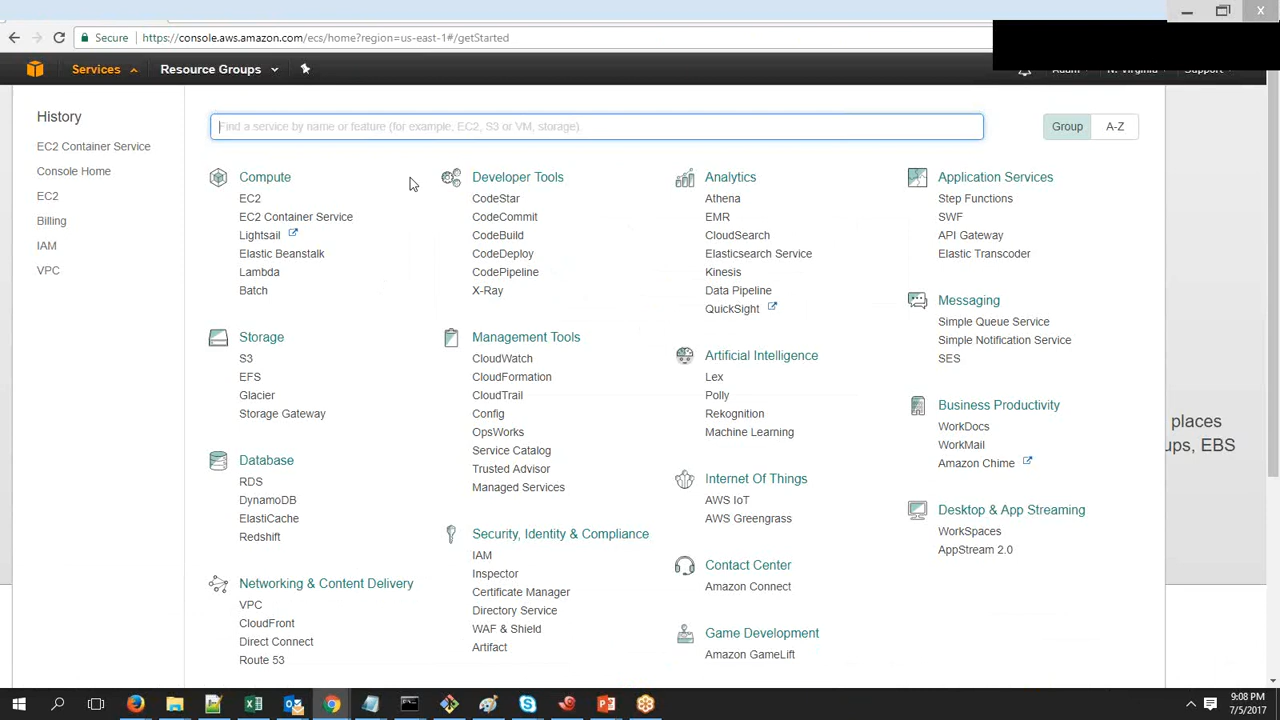 Secure https://console.aws.amazon.com/ecs/home?region=us-east-1#/getStarted
Services Resource Groups Adam N. Virginia Support
History
EC2 Container Service
Console Home
EC2
Billing
IAM
VPC
Find a service by name or feature (for example, EC2, S3 or VM, storage).
Group A-Z
Compute
EC2
EC2 Container Service
Lightsail
Elastic Beanstalk
Lambda
Batch
Storage
S3
EFS
Glacier
Storage Gateway
Database
RDS
DynamoDB
ElastiCache
Redshift
Networking & Content Delivery
VPC
CloudFront
Direct Connect
Route 53
Developer Tools
CodeStar
CodeCommit
CodeBuild
CodeDeploy
CodePipeline
X-Ray
Management Tools
CloudWatch
CloudFormation
CloudTrail
Config
OpsWorks
Service Catalog
Trusted Advisor
Managed Services
Security, Identity & Compliance
IAM
Inspector
Certificate Manager
Directory Service
WAF & Shield
Artifact
Analytics
Athena
EMR
CloudSearch
Elasticsearch Service
Kinesis
Data Pipeline
QuickSight
Artificial Intelligence
Lex
Polly
Rekognition
Machine Learning
Internet Of Things
AWS IoT
AWS Greengrass
Contact Center
Amazon Connect
Game Development
Amazon GameLift
Application Services
Step Functions
SWF
API Gateway
Elastic Transcoder
Messaging
Simple Queue Service
Simple Notification Service
SES
Business Productivity
WorkDocs
WorkMail
Amazon Chime
Desktop & App Streaming
WorkSpaces
AppStream 2.0
places
ups, EBS
9:08 PM
7/5/2017